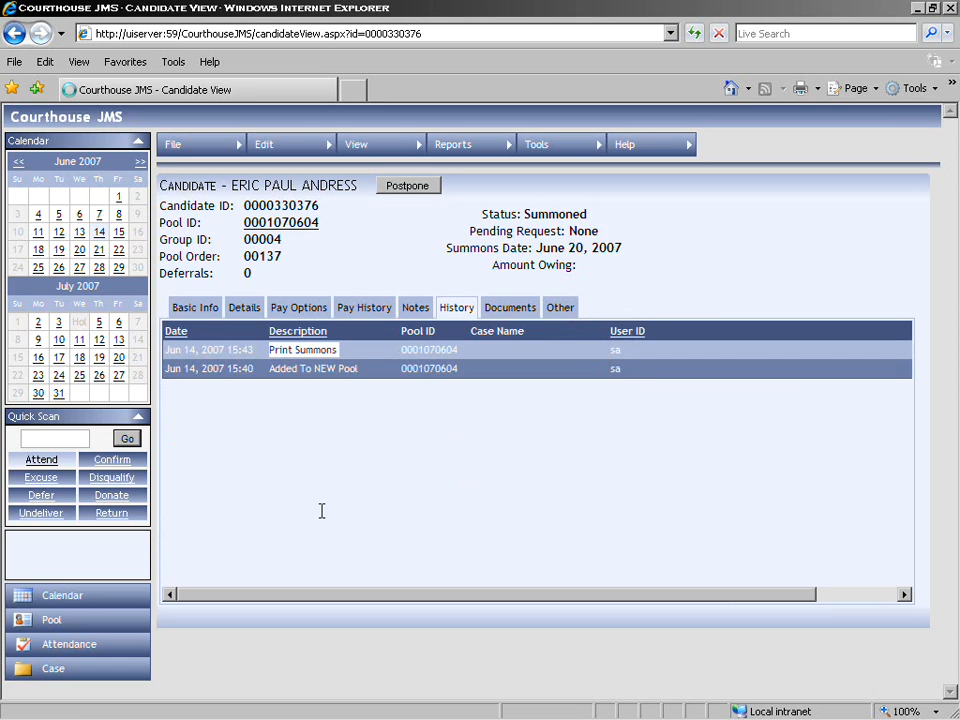 Courthouse JMS - Candidate View - Windows Internet Explorer
http://uiserver:59/CourthouseJMS/candidateView.aspx?id=0000330376
Live Search
File Edit View Favorites Tools Help
Courthouse JMS - Candidate View
Page Tools »
Courthouse JMS
Calendar
<< June 2007 >>
Su Mo Tu We Th Fr Sa
1 2
3 4 5 6 7 8 9
10 11 12 13 14 15 16
17 18 19 20 21 22 23
24 25 26 27 28 29 30
July 2007
Su Mo Tu We Th Fr Sa
1 2 3 Hol 5 6 7
8 9 10 11 12 13 14
15 16 17 18 19 20 21
22 23 24 25 26 27 28
29 30 31
Quick Scan
Go
Attend Confirm
Excuse Disqualify
Defer Donate
Undeliver Return
Calendar
Pool
Attendance
Case
File Edit View Reports Tools Help
Candidate - ERIC PAUL ANDRESS Postpone
Candidate ID: 0000330376
Pool ID: 0001070604
Group ID: 00004
Pool Order: 00137
Deferrals: 0
Status: Summoned
Pending Request: None
Summons Date: June 20, 2007
Amount Owing:
Basic Info Details Pay Options Pay History Notes History Documents Other
Date Description Pool ID Case Name User ID
Jun 14, 2007 15:43 Print Summons 0001070604 sa
Jun 14, 2007 15:40 Added To NEW Pool 0001070604 sa
Local intranet 100%